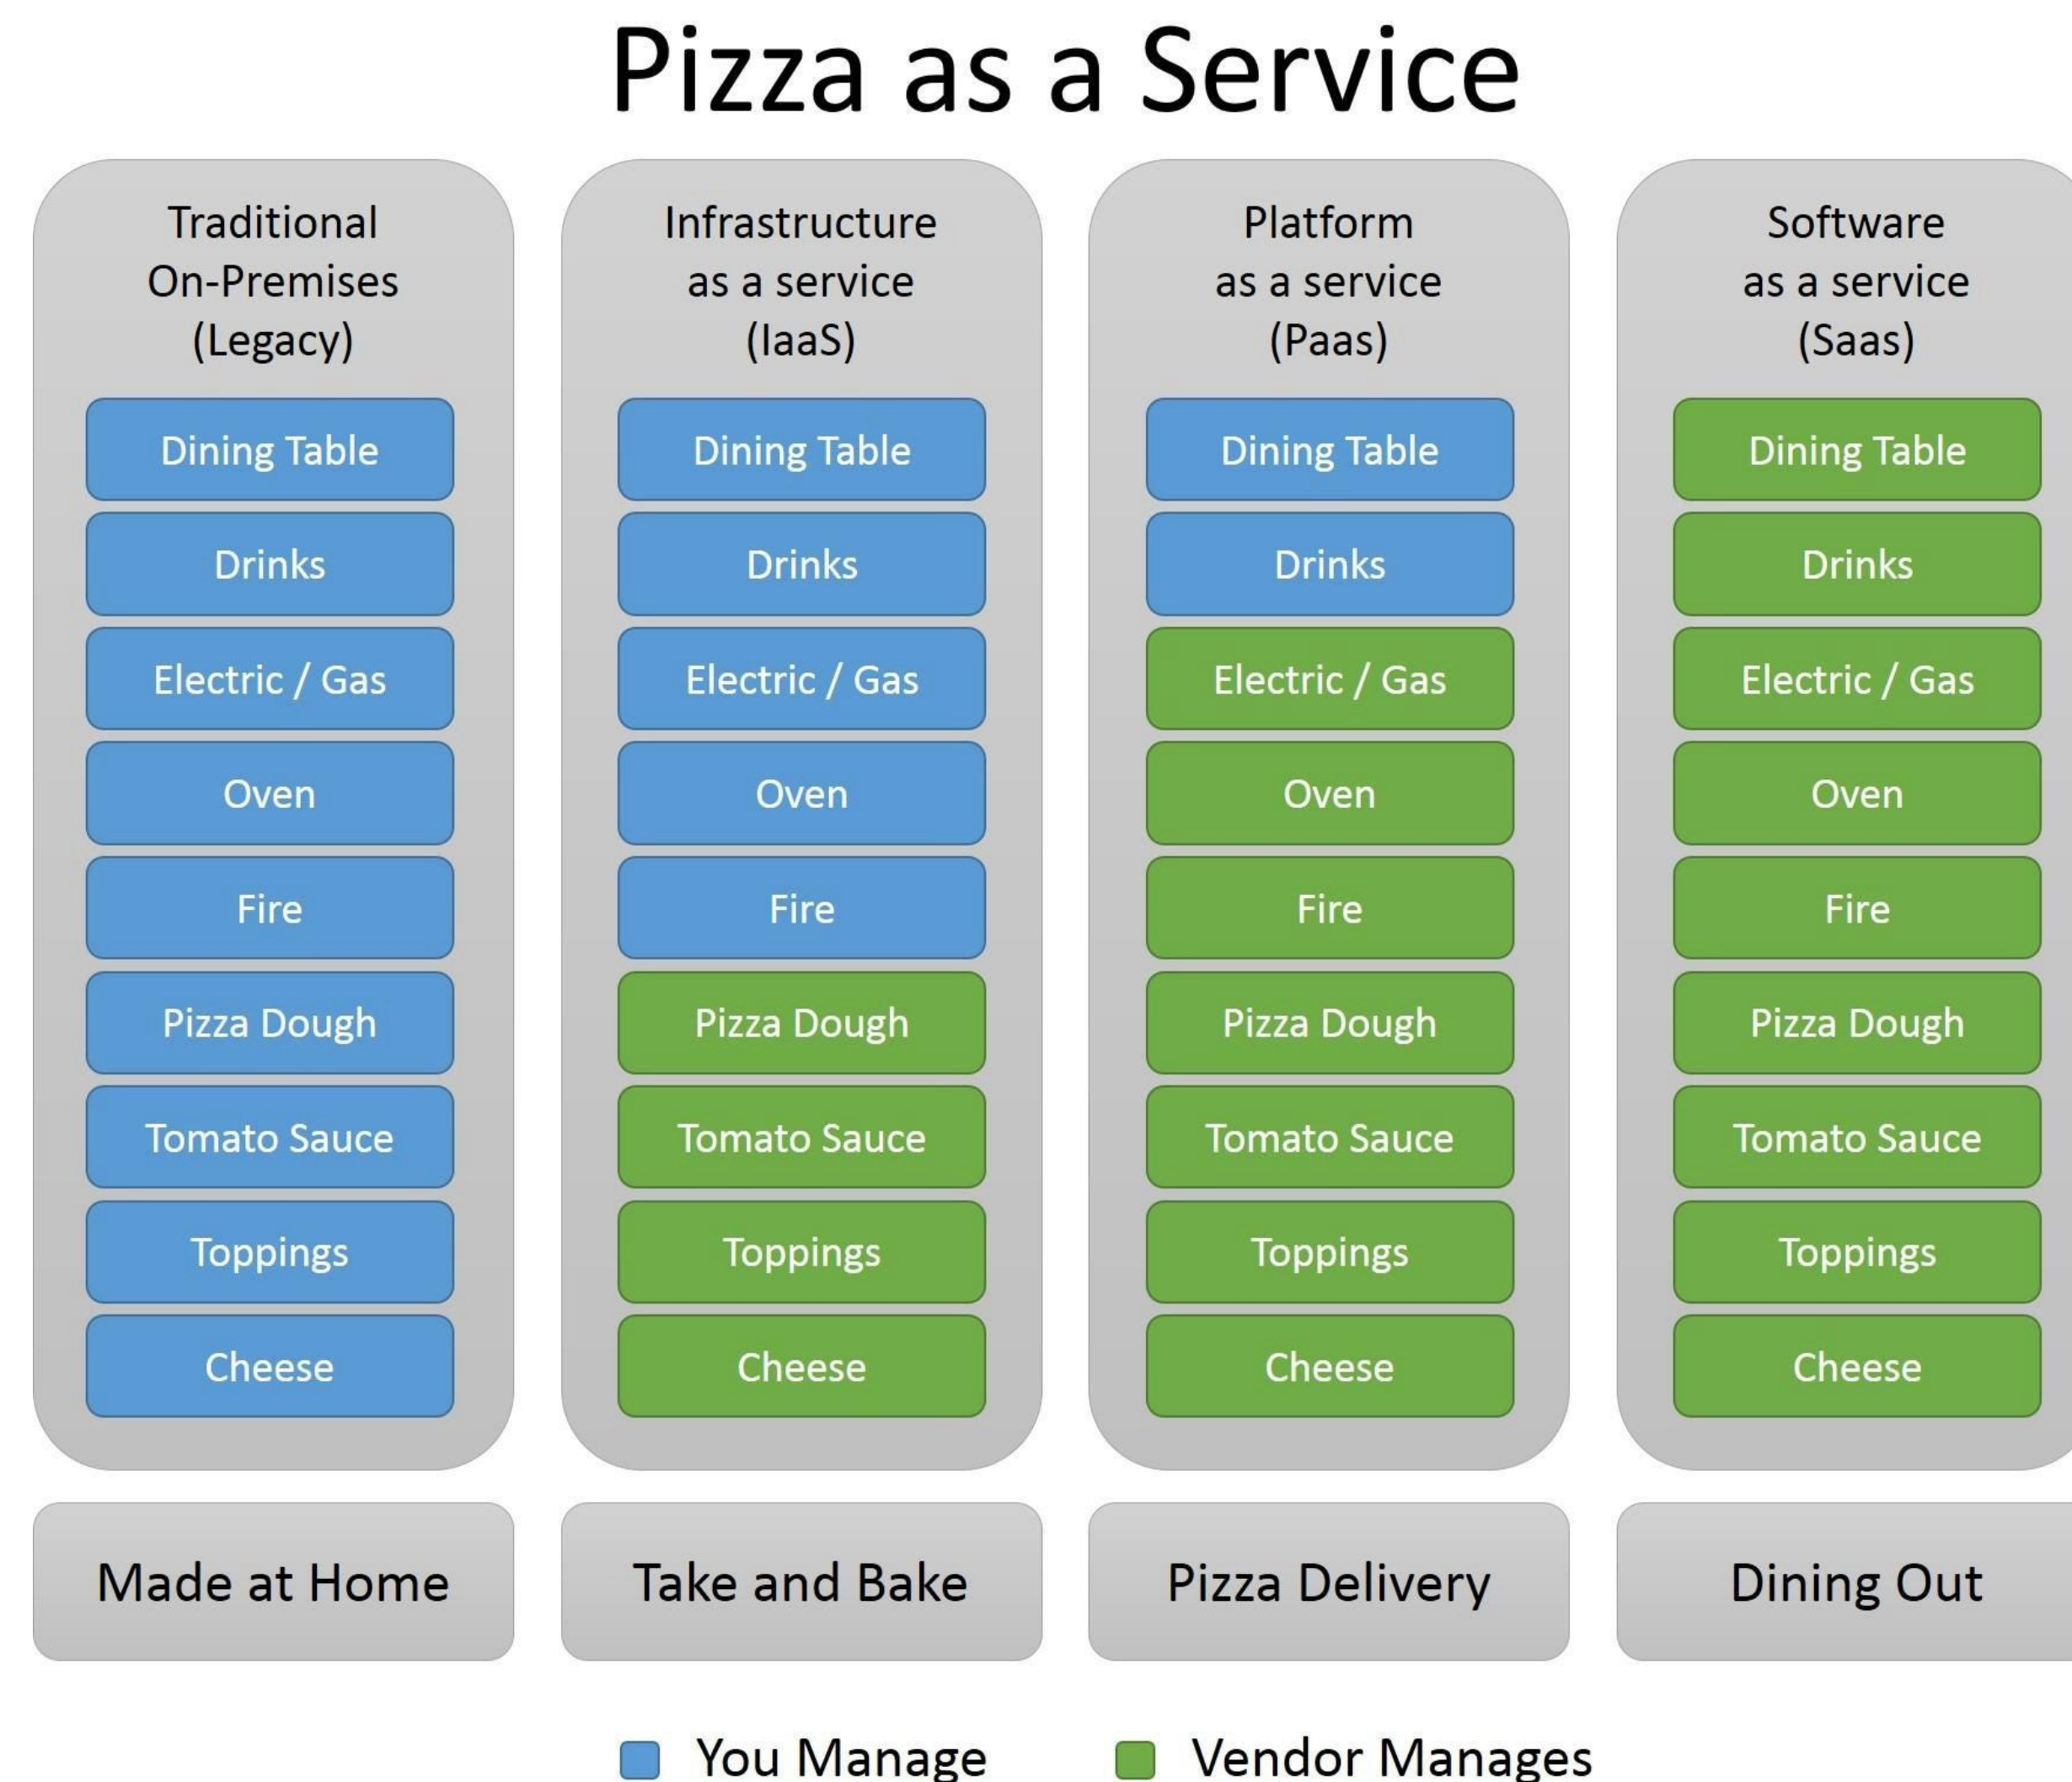 Pizza as a Service
Traditional
On-Premises
(Legacy)
Dining Table
Drinks
Electric / Gas
Oven
Fire
Pizza Dough
Tomato Sauce
Toppings
Cheese
Made at Home
Infrastructure
as a service
(IaaS)
Dining Table
Drinks
Electric / Gas
Oven
Fire
Pizza Dough
Tomato Sauce
Toppings
Cheese
Take and Bake
Platform
as a service
(Paas)
Dining Table
Drinks
Electric / Gas
Oven
Fire
Pizza Dough
Tomato Sauce
Toppings
Cheese
Pizza Delivery
Software
as a service
(Saas)
Dining Table
Drinks
Electric / Gas
Oven
Fire
Pizza Dough
Tomato Sauce
Toppings
Cheese
Dining Out
You Manage
Vendor Manages